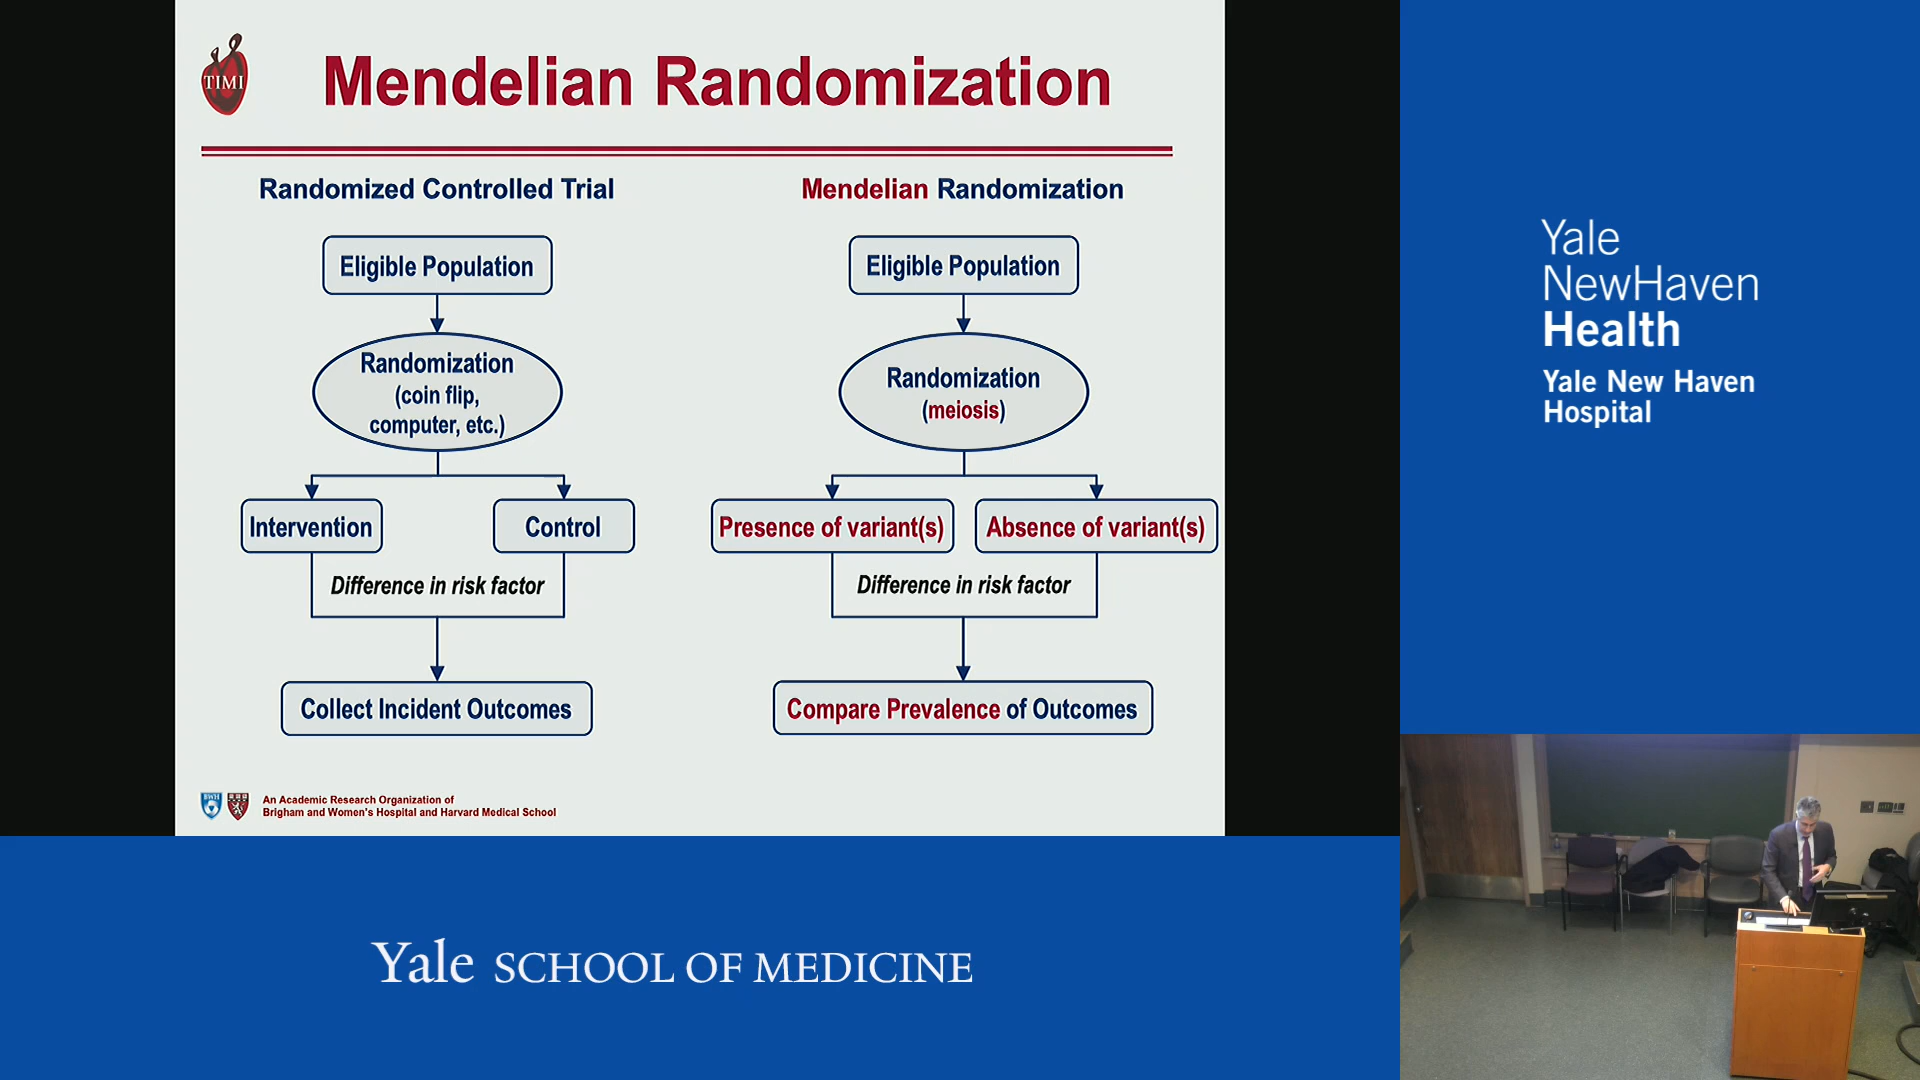 TIMI
Mendelian Randomization
Randomized Controlled Trial
Eligible Population
Randomization
(coin flip,
computer, etc.)
Intervention
Control
Difference in risk factor
Collect Incident Outcomes
Mendelian Randomization
Eligible Population
Randomization
(meiosis)
Presence of variant(s)
Absence of variant(s)
Difference in risk factor
Compare Prevalence of Outcomes
BWH
An Academic Research Organization of
Brigham and Women's Hospital and Harvard Medical School
Yale
NewHaven
Health
Yale New Haven
Hospital
Yale SCHOOL OF MEDICINE